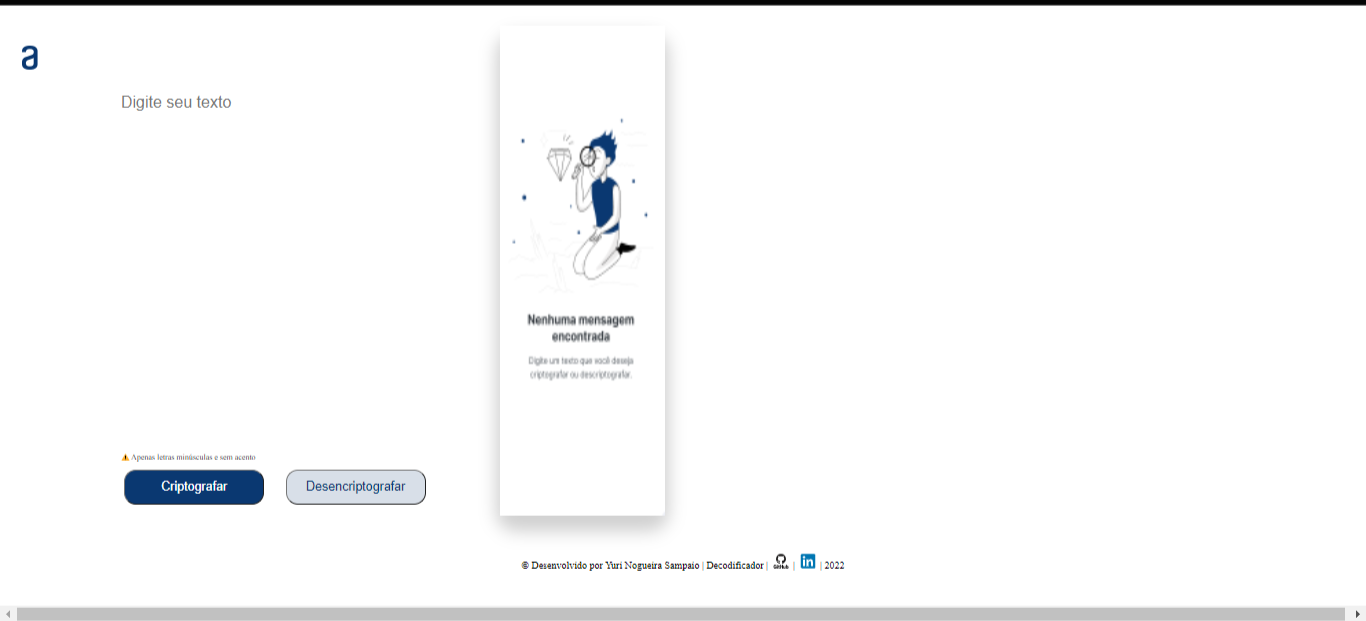 a
Digite seu texto
Nenhuma mensagem
encontrada
Digite um texto que você deseja
criptografar ou descriptografar.
⚠ Apenas letras minúsculas e sem acento
Criptografar
Desencriptografar
© Desenvolvido por Yuri Nogueira Sampaio | Decodificador | GitHub | in | 2022